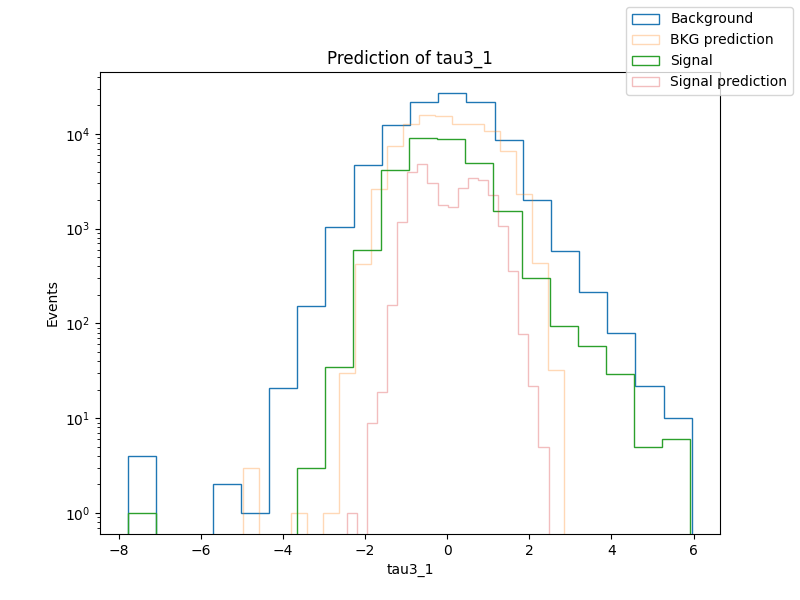 Prediction of tau3_1
Background
BKG prediction
Signal
Signal prediction
Events
10⁴
10³
10²
10¹
10⁰
−8 −6 −4 −2 0 2 4 6
tau3_1